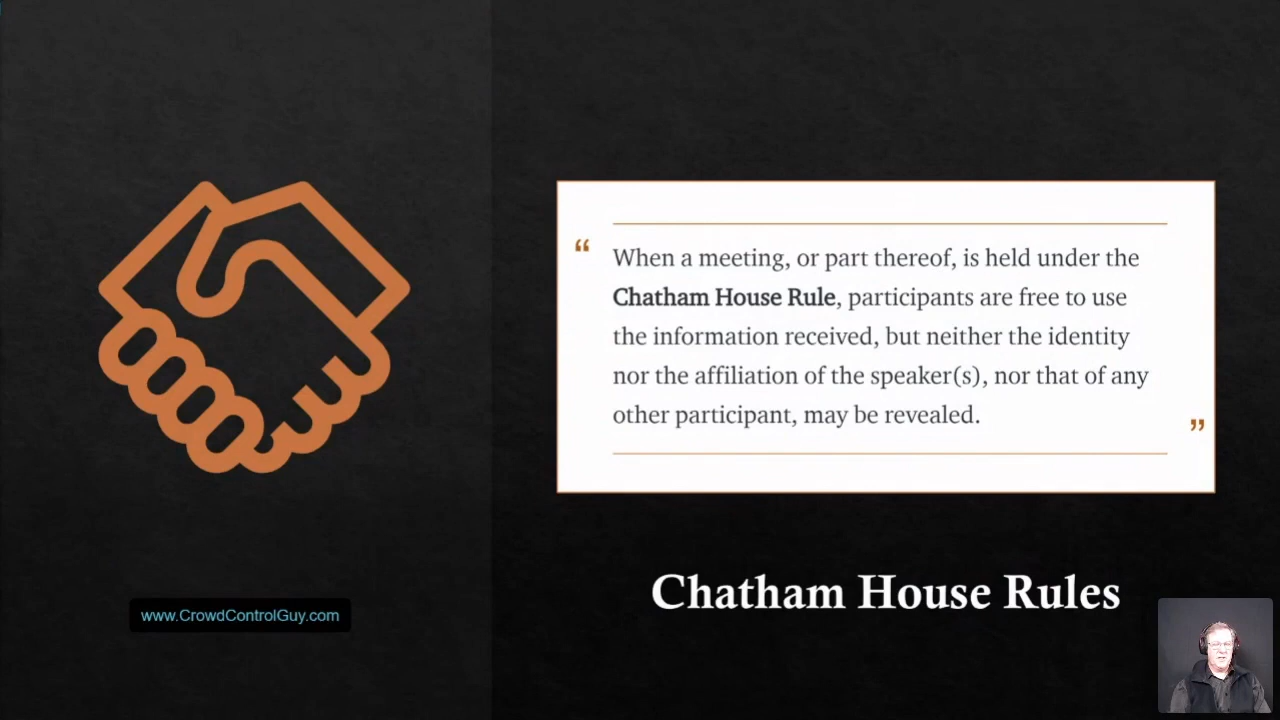 “
When a meeting, or part thereof, is held under the
Chatham House Rule, participants are free to use
the information received, but neither the identity
nor the affiliation of the speaker(s), nor that of any
other participant, may be revealed.
”
Chatham House Rules
www.CrowdControlGuy.com